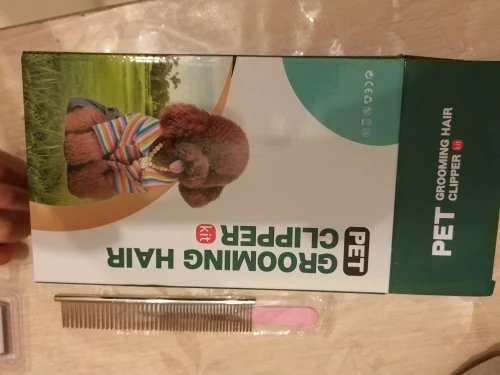 PET
GROOMING HAIR
CLIPPER kit
PET GROOMING HAIR
CLIPPER kit